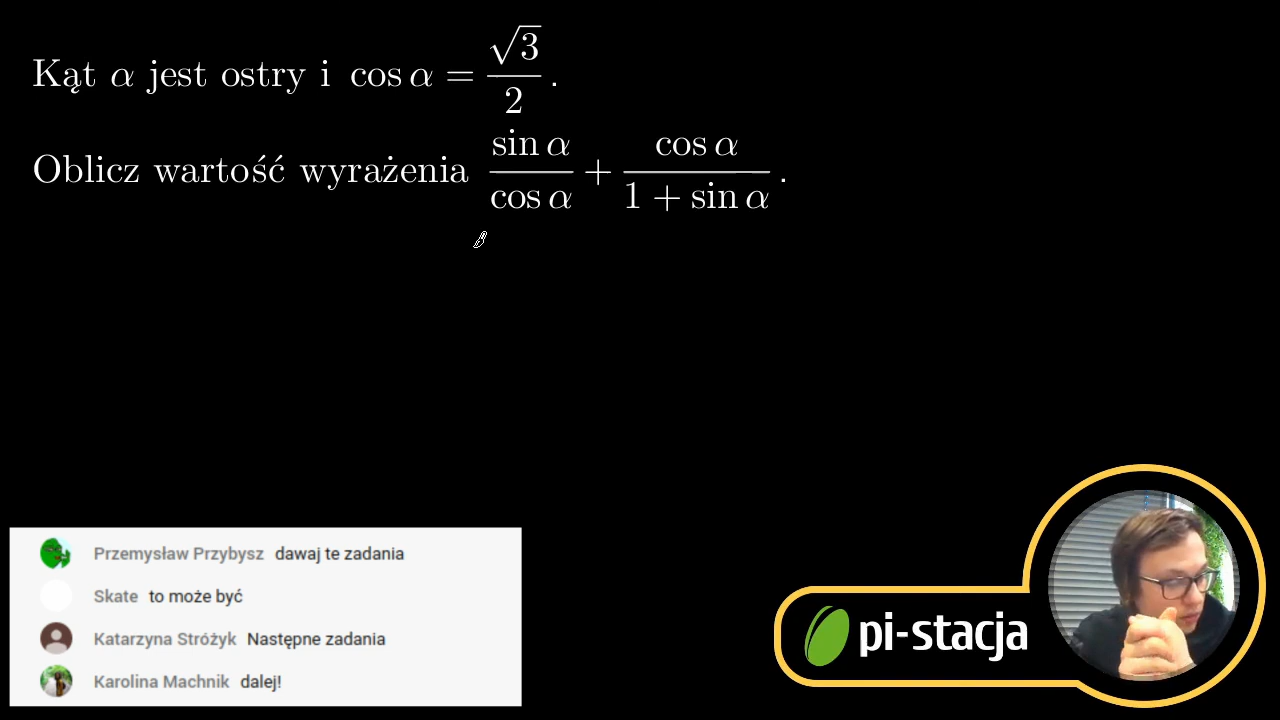 Kąt α jest ostry i cos α = √3/2.
Oblicz wartość wyrażenia sin α/cos α + cos α/(1 + sin α).
Przemysław Przybysz dawaj te zadania
Skate to może być
Katarzyna Stróżyk Następne zadania
Karolina Machnik dalej!
pi-stacja